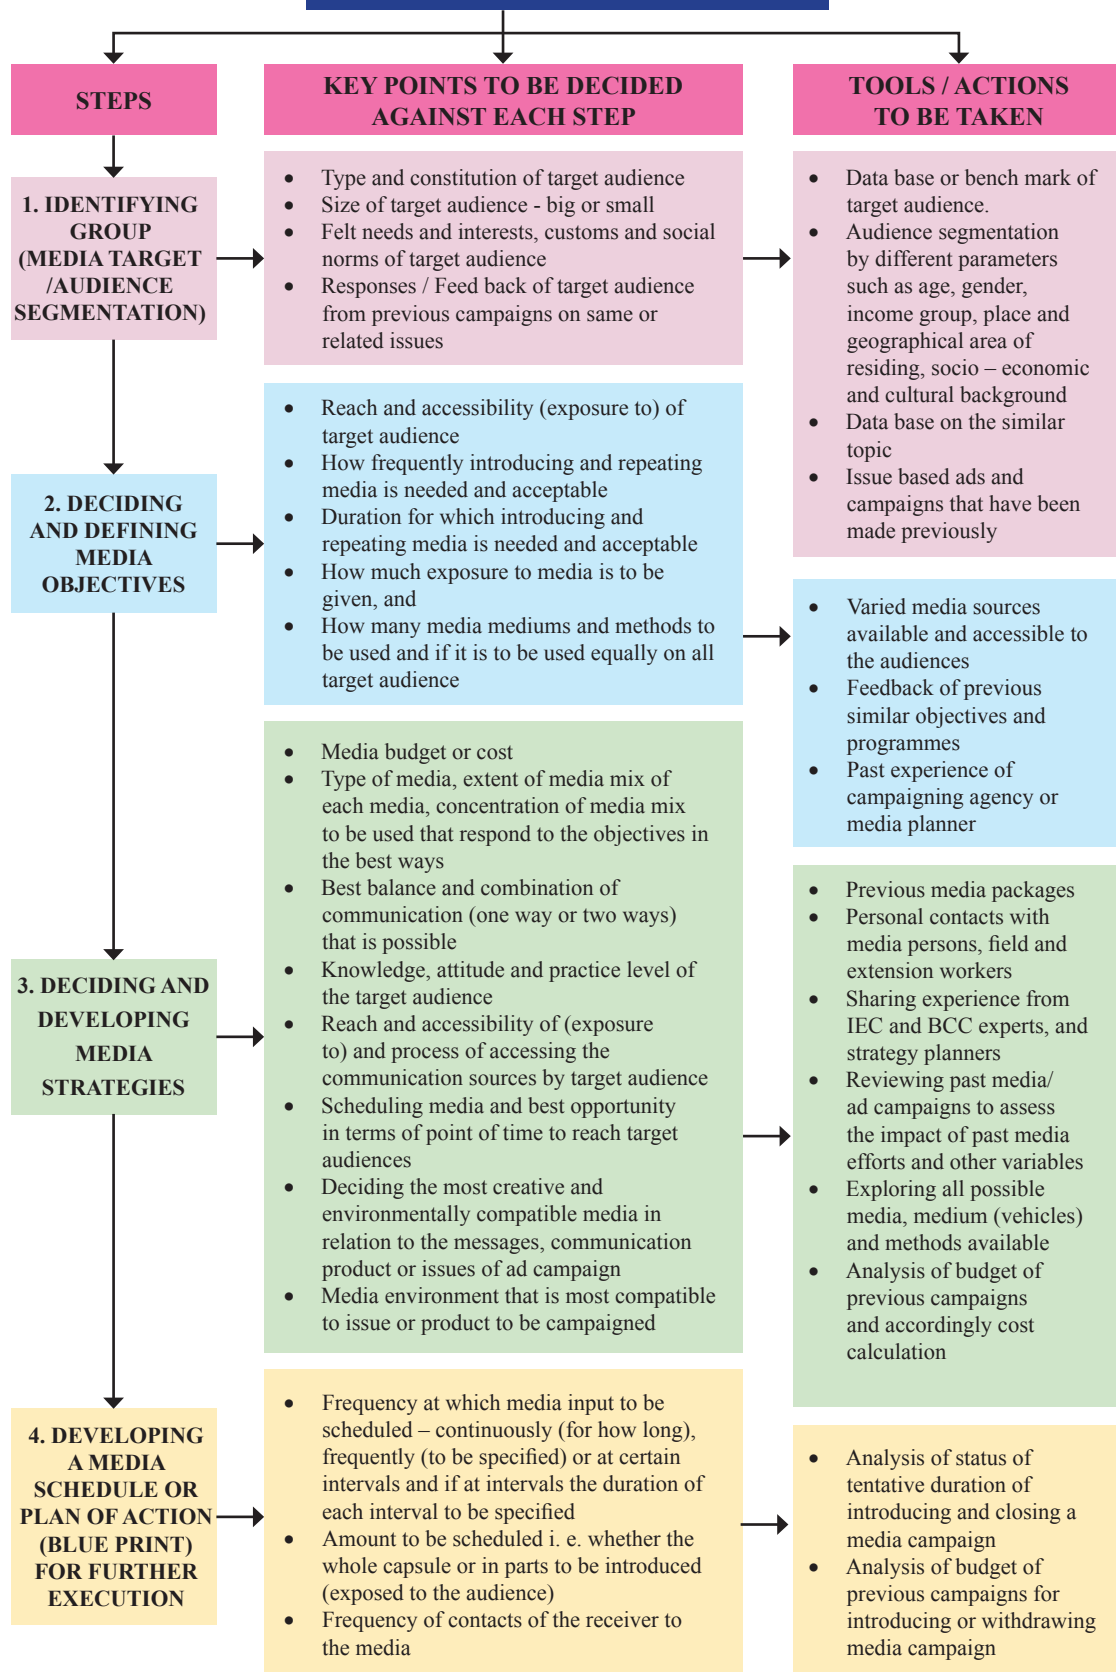 STEPS
KEY POINTS TO BE DECIDED
AGAINST EACH STEP
TOOLS / ACTIONS
TO BE TAKEN
1. IDENTIFYING
GROUP
(MEDIA TARGET
/AUDIENCE
SEGMENTATION)
• Type and constitution of target audience
• Size of target audience - big or small
• Felt needs and interests, customs and social
norms of target audience
• Responses / Feed back of target audience
from previous campaigns on same or
related issues
• Data base or bench mark of
target audience.
• Audience segmentation
by different parameters
such as age, gender,
income group, place and
geographical area of
residing, socio – economic
and cultural background
• Data base on the similar
topic
• Issue based ads and
campaigns that have been
made previously
2. DECIDING
AND DEFINING
MEDIA
OBJECTIVES
• Reach and accessibility (exposure to) of
target audience
• How frequently introducing and repeating
media is needed and acceptable
• Duration for which introducing and
repeating media is needed and acceptable
• How much exposure to media is to be
given, and
• How many media mediums and methods to
be used and if it is to be used equally on all
target audience
• Varied media sources
available and accessible to
the audiences
• Feedback of previous
similar objectives and
programmes
• Past experience of
campaigning agency or
media planner
3. DECIDING AND
DEVELOPING
MEDIA
STRATEGIES
• Media budget or cost
• Type of media, extent of media mix of
each media, concentration of media mix
to be used that respond to the objectives in
the best ways
• Best balance and combination of
communication (one way or two ways)
that is possible
• Knowledge, attitude and practice level of
the target audience
• Reach and accessibility of (exposure
to) and process of accessing the
communication sources by target audience
• Scheduling media and best opportunity
in terms of point of time to reach target
audiences
• Deciding the most creative and
environmentally compatible media in
relation to the messages, communication
product or issues of ad campaign
• Media environment that is most compatible
to issue or product to be campaigned
• Previous media packages
• Personal contacts with
media persons, field and
extension workers
• Sharing experience from
IEC and BCC experts, and
strategy planners
• Reviewing past media/
ad campaigns to assess
the impact of past media
efforts and other variables
• Exploring all possible
media, medium (vehicles)
and methods available
• Analysis of budget of
previous campaigns
and accordingly cost
calculation
4. DEVELOPING
A MEDIA
SCHEDULE OR
PLAN OF ACTION
(BLUE PRINT)
FOR FURTHER
EXECUTION
• Frequency at which media input to be
scheduled – continuously (for how long),
frequently (to be specified) or at certain
intervals and if at intervals the duration of
each interval to be specified
• Amount to be scheduled i. e. whether the
whole capsule or in parts to be introduced
(exposed to the audience)
• Frequency of contacts of the receiver to
the media
• Analysis of status of
tentative duration of
introducing and closing a
media campaign
• Analysis of budget of
previous campaigns for
introducing or withdrawing
media campaign